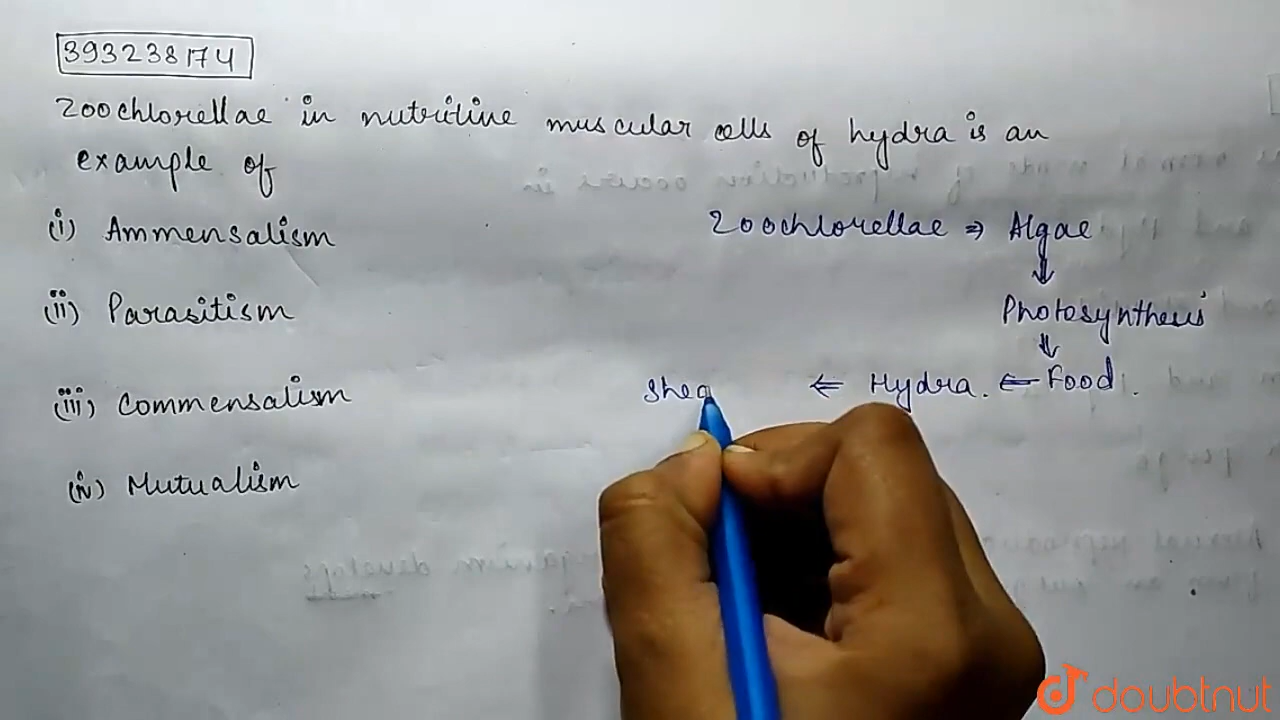 393238174
Zoochlorellae in nutritive muscular cells of hydra is an
example of
(i) Ammensalism
Zoochlorellae ⇒ Algae
⇓
(ii) Parasitism
Photosynthesis
⇓
(iii) Commensalism
Shea ⇐ Hydra. ⇐ Food.
(iv) Mutualism
doubtnut